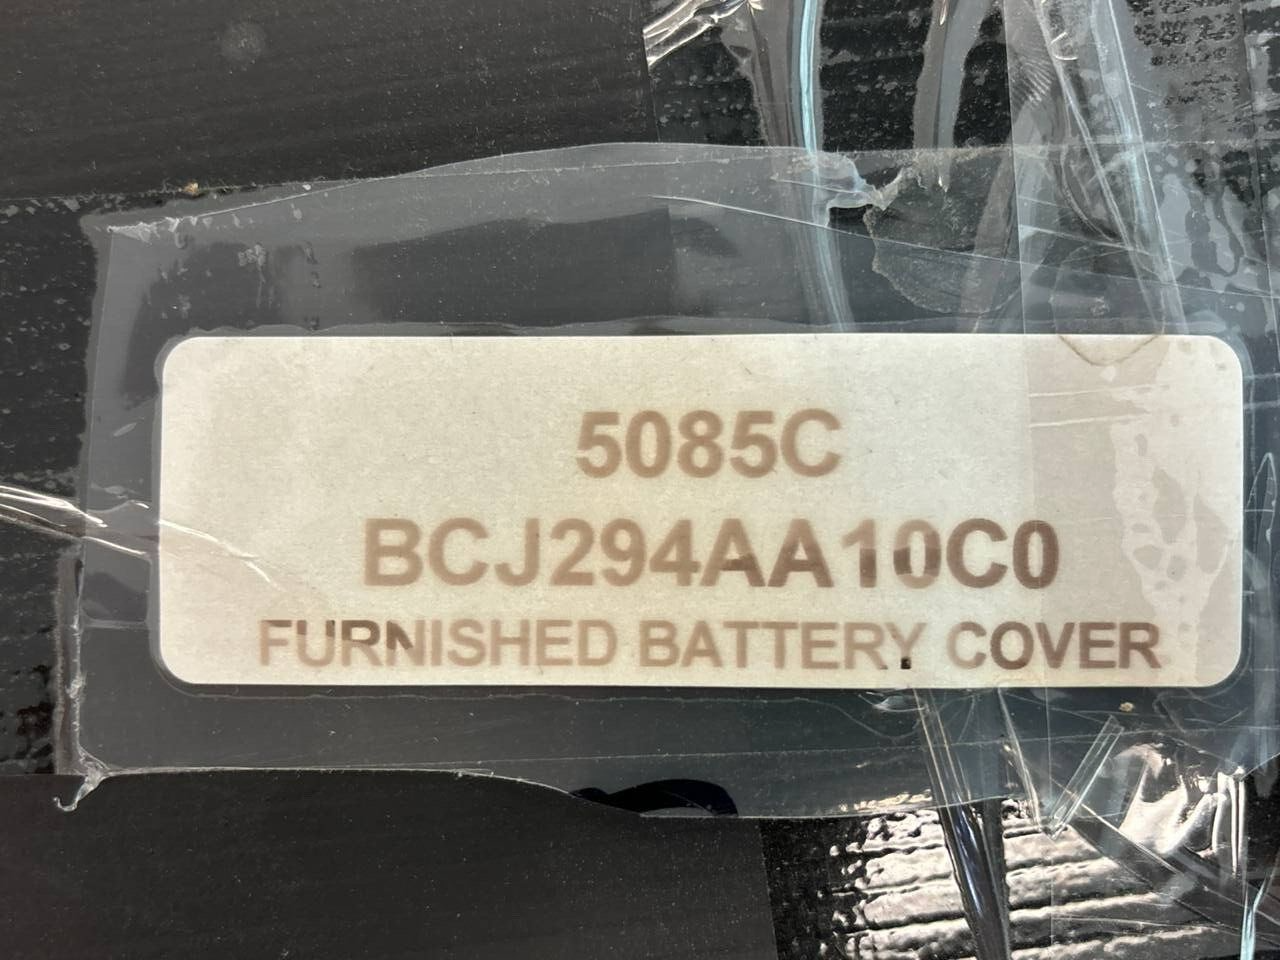 5085C
BCJ294AA10C0
FURNISHED BATTERY COVER